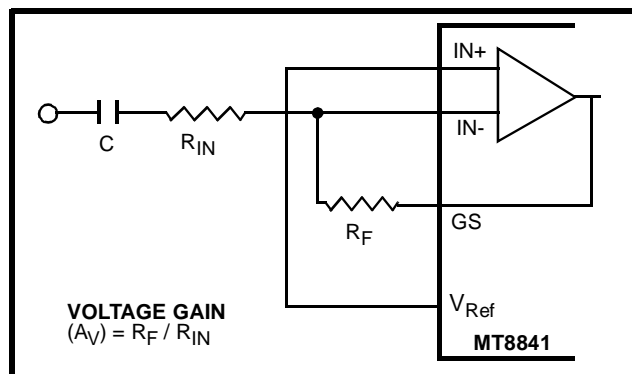 IN+
C
R_IN
IN-
R_F
GS
VOLTAGE GAIN
(A_V) = R_F / R_IN
V_Ref
MT8841